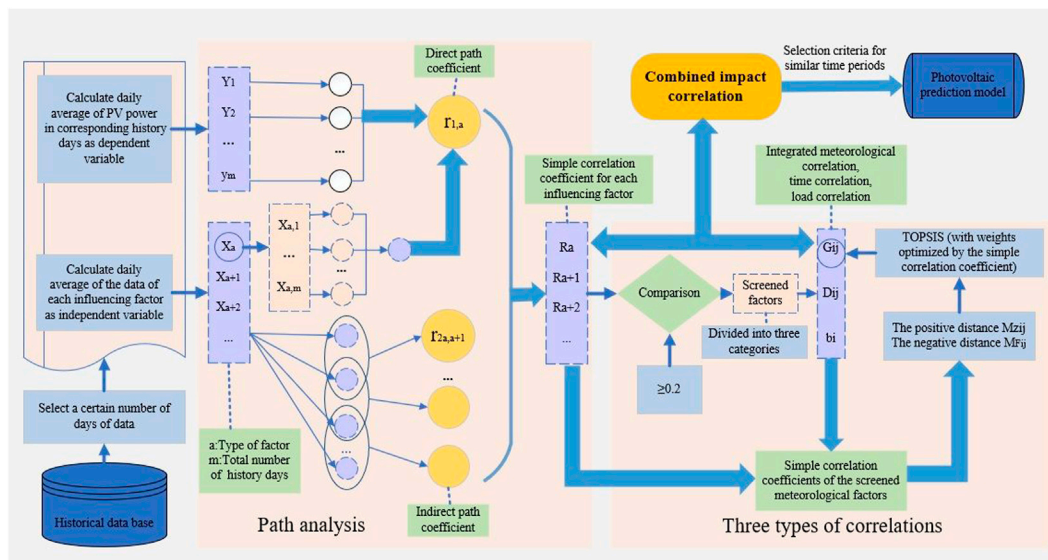 Calculate daily
average of PV power
in corresponding history
days as dependent
variable
Calculate daily
average of the data of
each influencing factor
as independent variable
Select a certain number of
days of data
Historical data base
Y1
Y2
...
ym
...
Xa
Xa+1
Xa+2
...
Xa,1
...
Xa,m
...
...
a:Type of factor
m:Total number
of history days
Direct path
coefficient
r1,a
r2a,a+1
...
Indirect path
coefficient
Path analysis
Simple correlation
coefficient for each
influencing factor
Ra
Ra+1
Ra+2
...
Combined impact
correlation
Selection criteria for
similar time periods
Photovoltaic
prediction model
Integrated meteorological
correlation,
time correlation,
load correlation
Comparison
≥0.2
Screened
factors
Divided into three
categories
Gij
Dij
bi
TOPSIS (with weights
optimized by the simple
correlation coefficient)
The positive distance Mzij
The negative distance MFij
Simple correlation
coefficients of the screened
meteorological factors
Three types of correlations